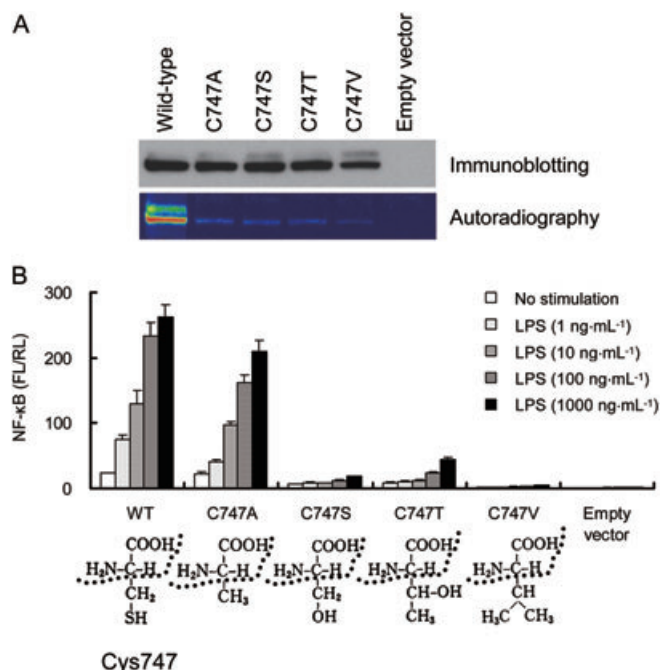 A
Wild-type
C747A
C747S
C747T
C747V
Empty vector
Immunoblotting
Autoradiography
B
NF-κB (FL/RL)
300
200
100
0
No stimulation
LPS (1 ng·mL⁻¹)
LPS (10 ng·mL⁻¹)
LPS (100 ng·mL⁻¹)
LPS (1000 ng·mL⁻¹)
WT C747A C747S C747T C747V Empty vector
COOH COOH COOH COOH COOH
H₂N–C–H H₂N–C–H H₂N–C–H H₂N–C–H H₂N–C–H
CH₂ CH₃ CH₂ CH–OH CH
SH OH CH₃ H₃C CH₃
Cys747